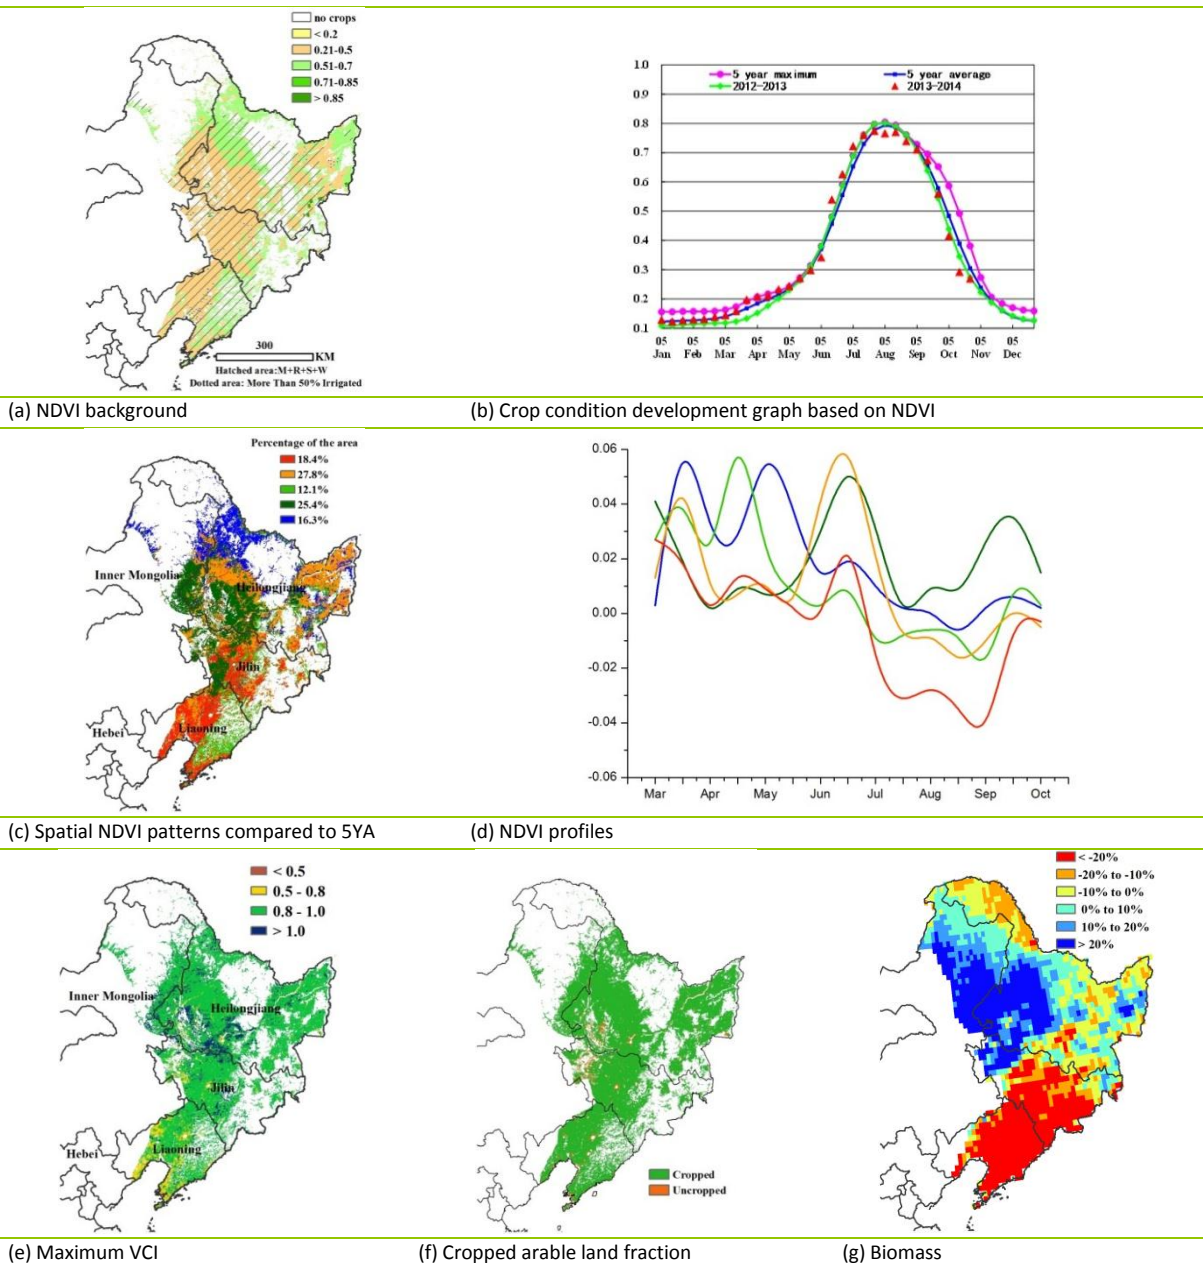 no crops
< 0.2
0.21-0.5
0.51-0.7
0.71-0.85
> 0.85
300
KM
Hatched area:M+R+S+W
Dotted area: More Than 50% Irrigated
1.0
0.9
0.8
0.7
0.6
0.5
0.4
0.3
0.2
0.1
5 year maximum
5 year average
2012-2013
2013-2014
05 05 05 05 05 05 05 05 05 05 05 05
Jan Feb Mar Apr May Jun Jul Aug Sep Oct Nov Dec
(a) NDVI background
(b) Crop condition development graph based on NDVI
Percentage of the area
18.4%
27.8%
12.1%
25.4%
16.3%
Inner Mongolia
Heilongjiang
Jilin
Liaoning
Hebei
0.06
0.04
0.02
0.00
-0.02
-0.04
-0.06
Mar Apr May Jun Jul Aug Sep Oct
(c) Spatial NDVI patterns compared to 5YA
(d) NDVI profiles
< 0.5
0.5 - 0.8
0.8 - 1.0
> 1.0
Inner Mongolia
Heilongjiang
Jilin
Liaoning
Hebei
Cropped
Uncropped
< -20%
-20% to -10%
-10% to 0%
0% to 10%
10% to 20%
> 20%
(e) Maximum VCI
(f) Cropped arable land fraction
(g) Biomass